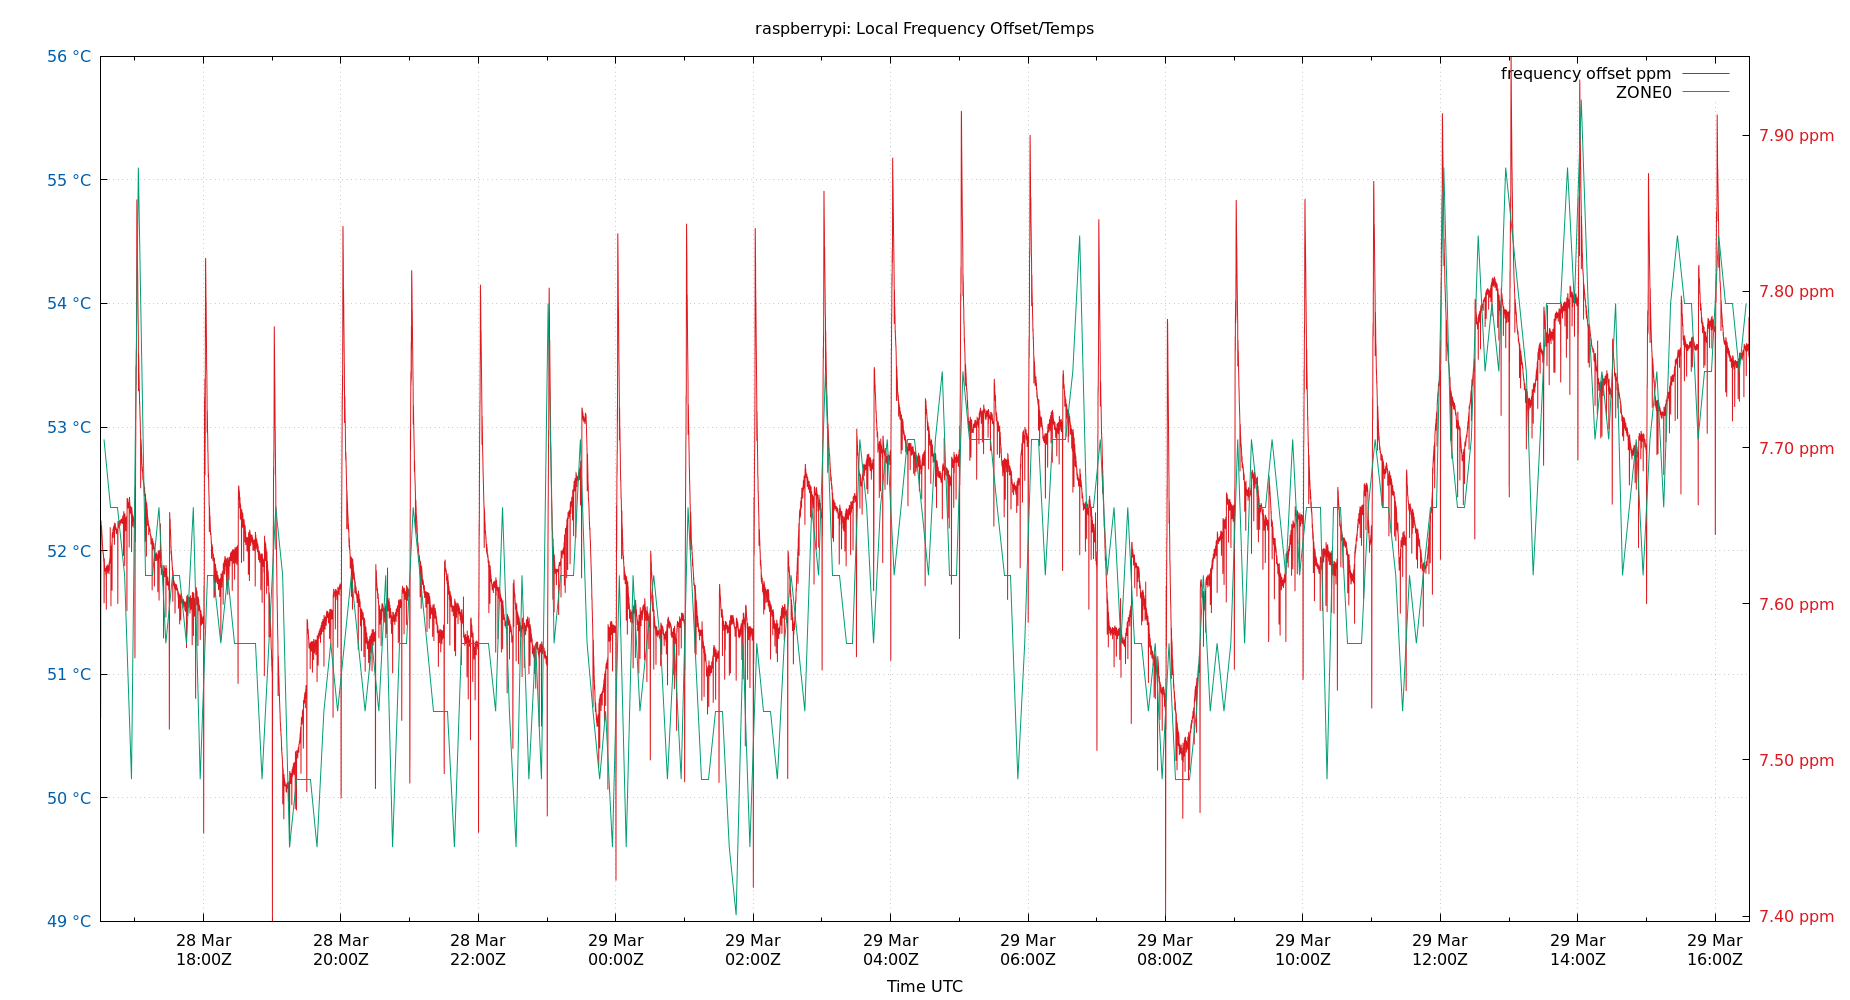 raspberrypi: Local Frequency Offset/Temps
56 °C
55 °C
54 °C
53 °C
52 °C
51 °C
50 °C
49 °C
frequency offset ppm
ZONE0
7.90 ppm
7.80 ppm
7.70 ppm
7.60 ppm
7.50 ppm
7.40 ppm
28 Mar 28 Mar 28 Mar 29 Mar 29 Mar 29 Mar 29 Mar 29 Mar 29 Mar 29 Mar 29 Mar 29 Mar
18:00Z 20:00Z 22:00Z 00:00Z 02:00Z 04:00Z 06:00Z 08:00Z 10:00Z 12:00Z 14:00Z 16:00Z
Time UTC